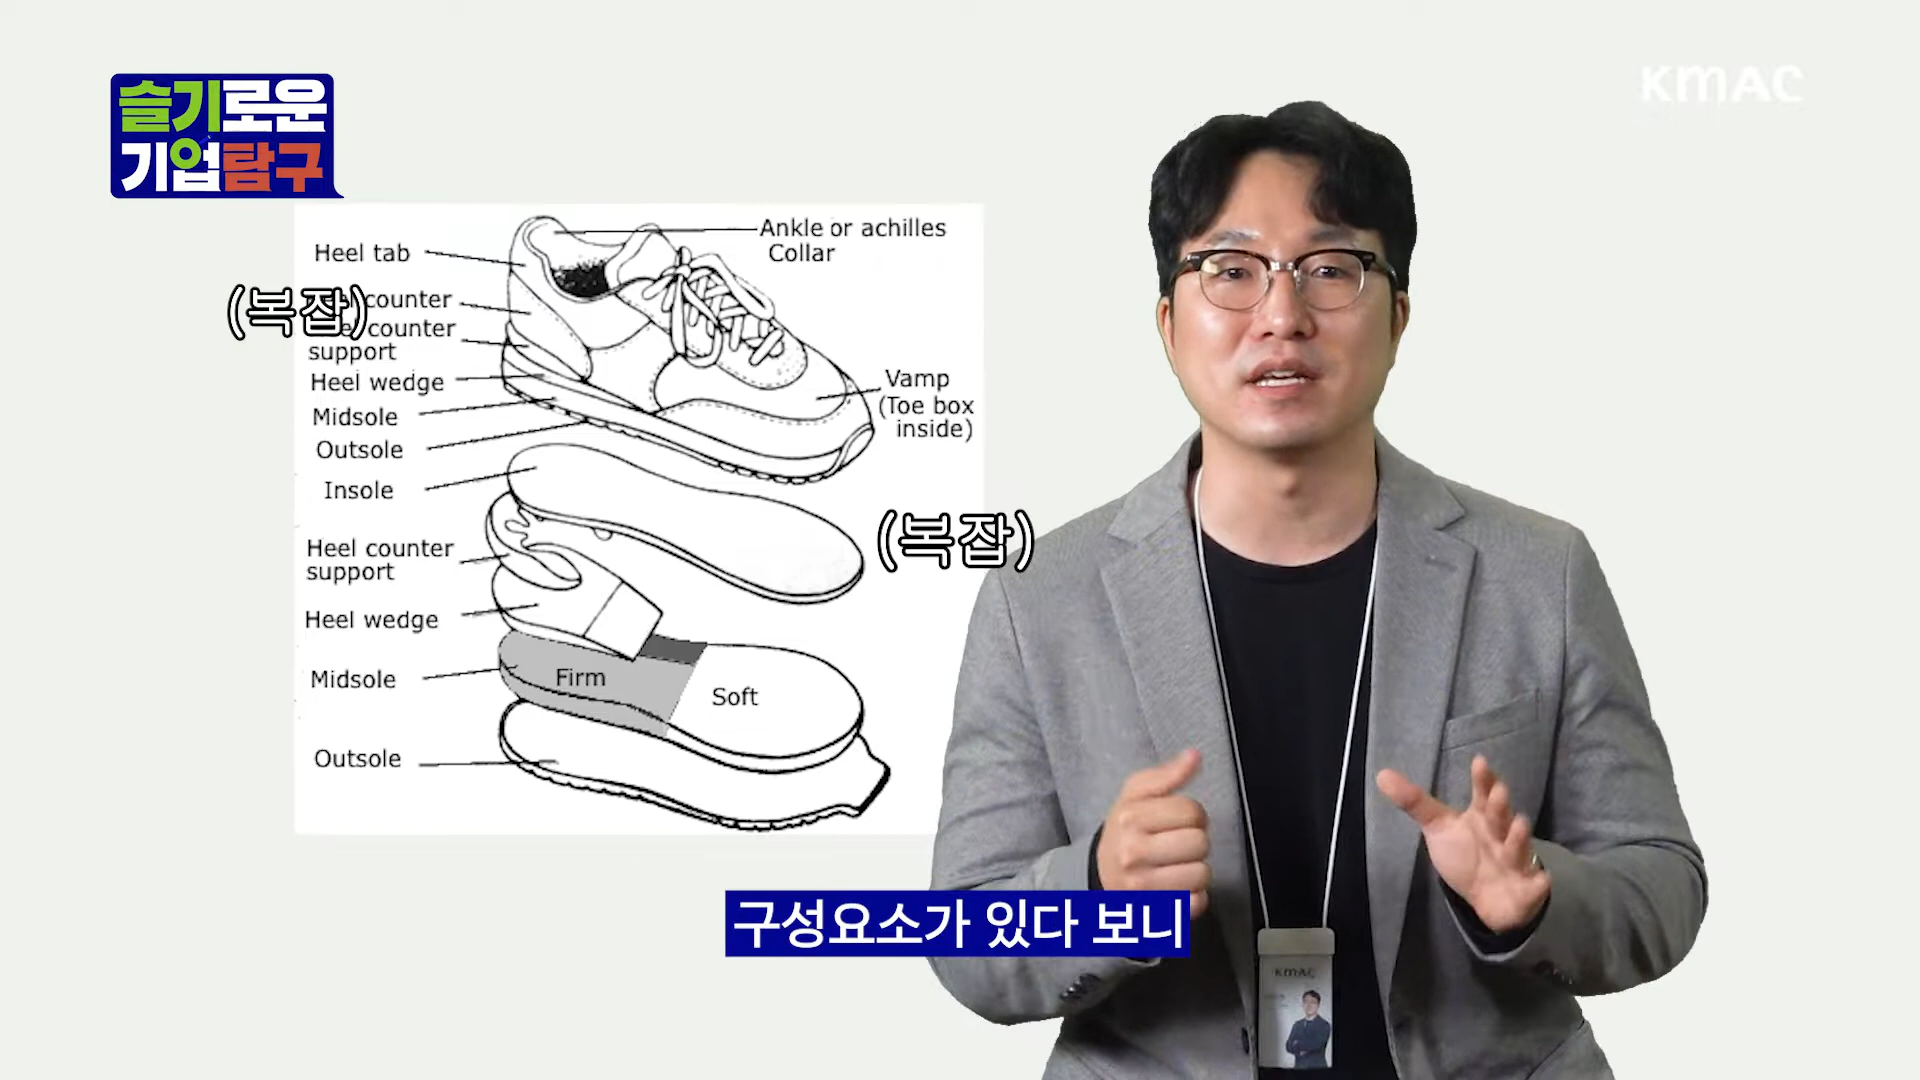 슬기로운
기업탐구
KMAC
Ankle or achilles
Collar
Heel tab
(복잡)
counter
counter
support
Heel wedge
Midsole
Outsole
Insole
Vamp
(Toe box
inside)
(복잡)
Heel counter
support
Heel wedge
Midsole
Firm
Soft
Outsole
구성요소가 있다 보니
KMAC